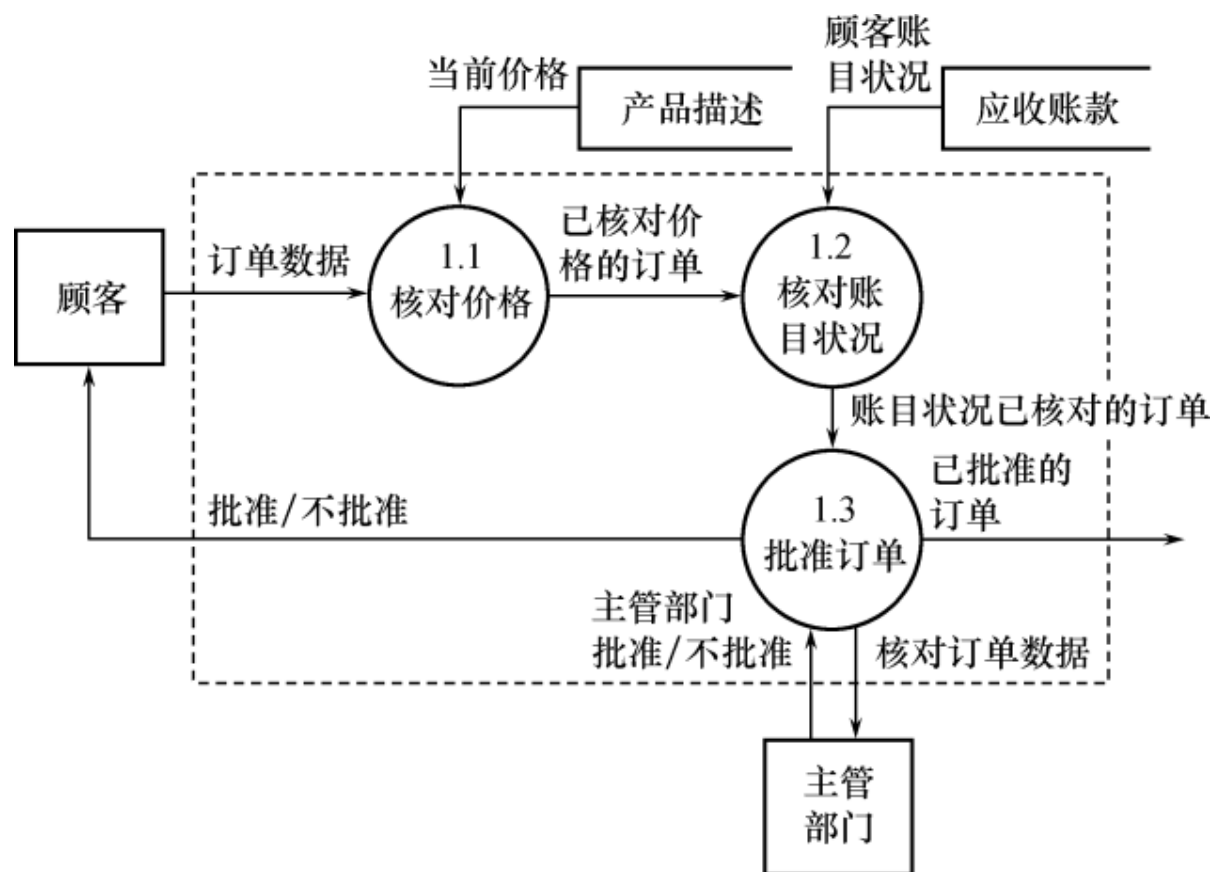 当前价格
产品描述
顾客账
目状况
应收账款
顾客
订单数据
1.1
核对价格
已核对价
格的订单
1.2
核对账
目状况
账目状况已核对的订单
批准/不批准
1.3
批准订单
已批准的
订单
主管部门
批准/不批准
核对订单数据
主管
部门